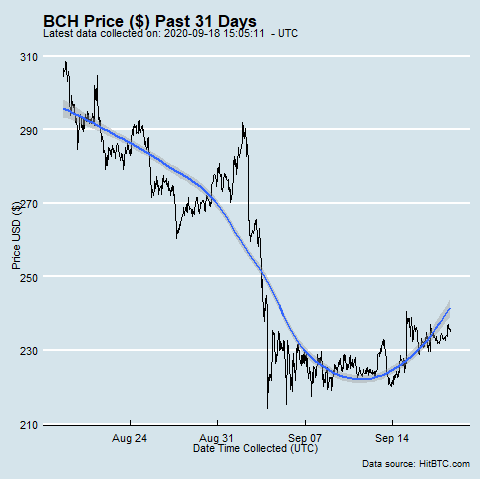 BCH Price ($) Past 31 Days
Latest data collected on: 2020-09-18 15:05:11 - UTC
310
290
270
250
230
210
Price USD ($)
Aug 24 Aug 31 Sep 07 Sep 14
Date Time Collected (UTC)
Data source: HitBTC.com